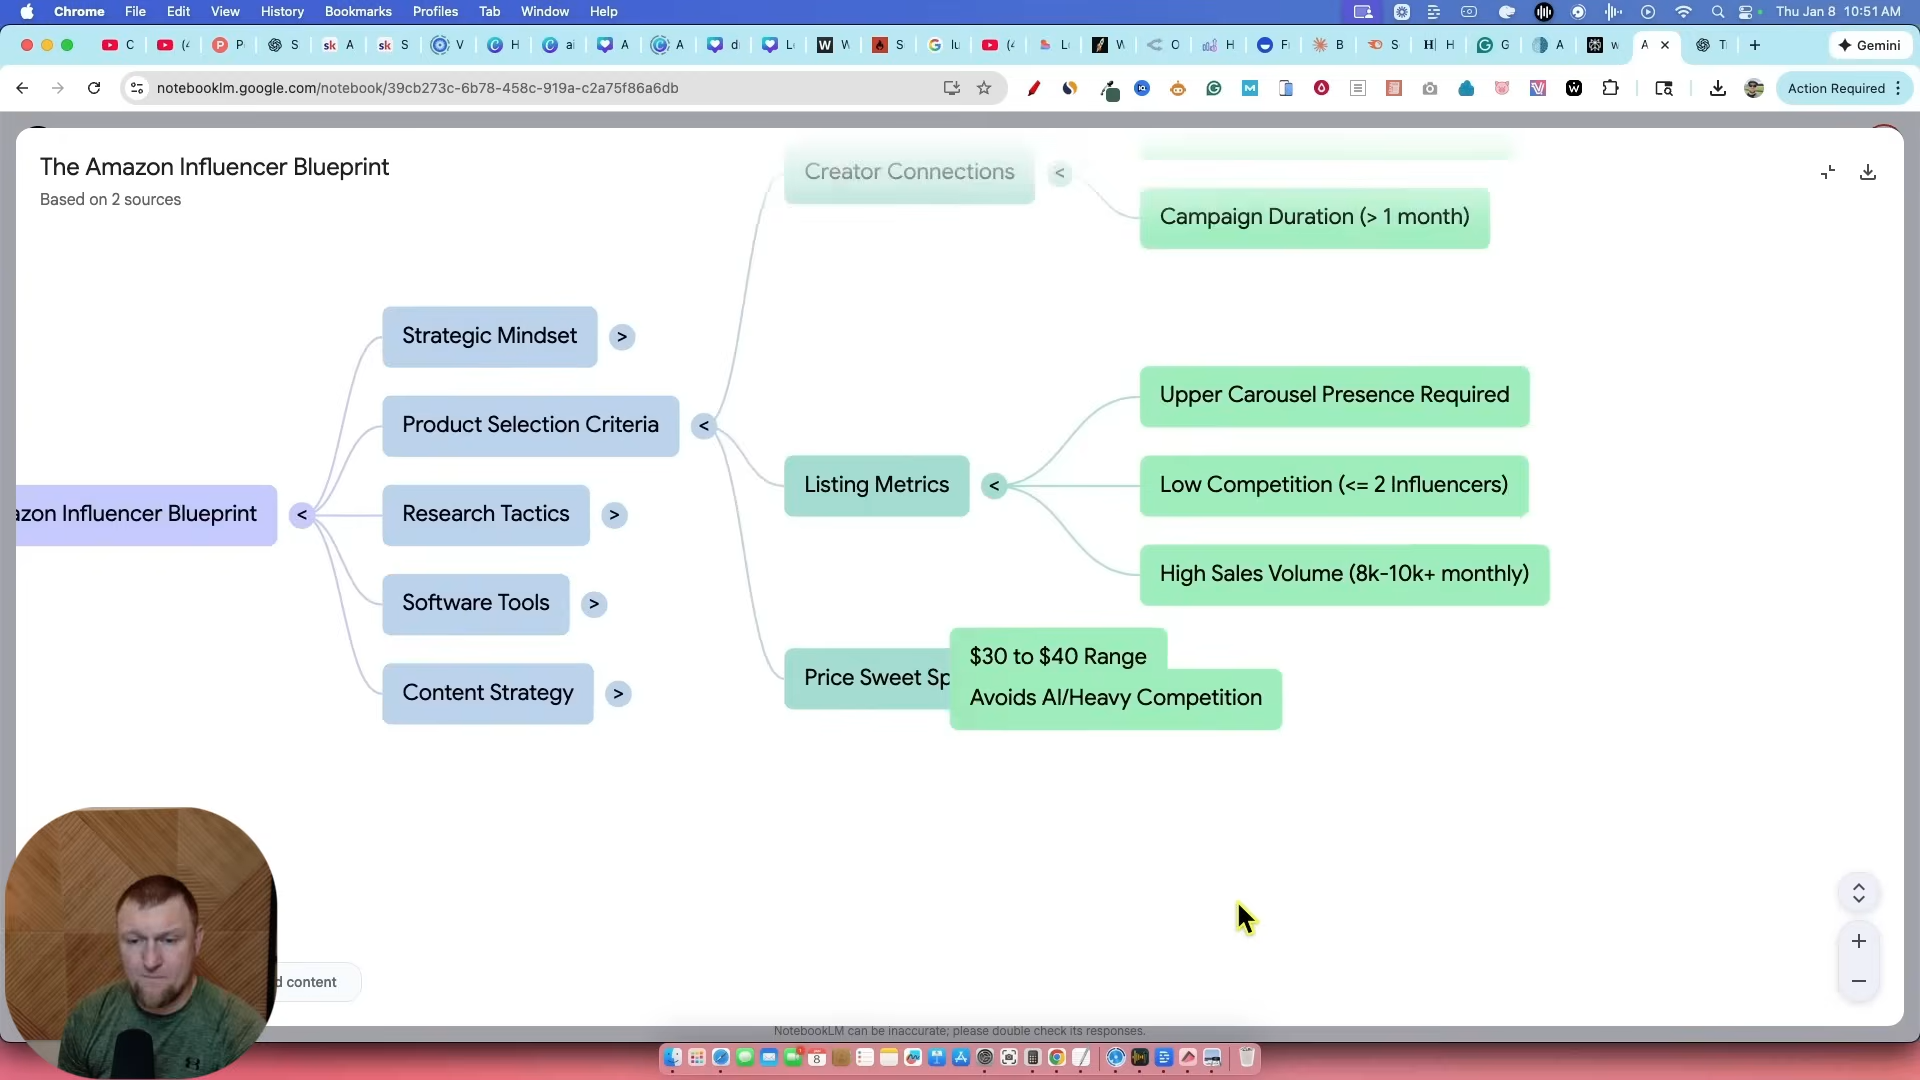 Chrome File Edit View History Bookmarks Profiles Tab Window Help
Thu Jan 8 10:51 AM
Gemini
notebooklm.google.com/notebook/39cb273c-6b78-458c-919a-c2a75f86a6db
Action Required
The Amazon Influencer Blueprint
Based on 2 sources
Creator Connections <
Campaign Duration (> 1 month)
Strategic Mindset >
Upper Carousel Presence Required
Product Selection Criteria <
Listing Metrics <
Low Competition (<= 2 Influencers)
azon Influencer Blueprint <
Research Tactics >
High Sales Volume (8k-10k+ monthly)
Software Tools >
$30 to $40 Range
Price Sweet Sp
Content Strategy >
Avoids AI/Heavy Competition
d content
NotebookLM can be inaccurate; please double check its responses.